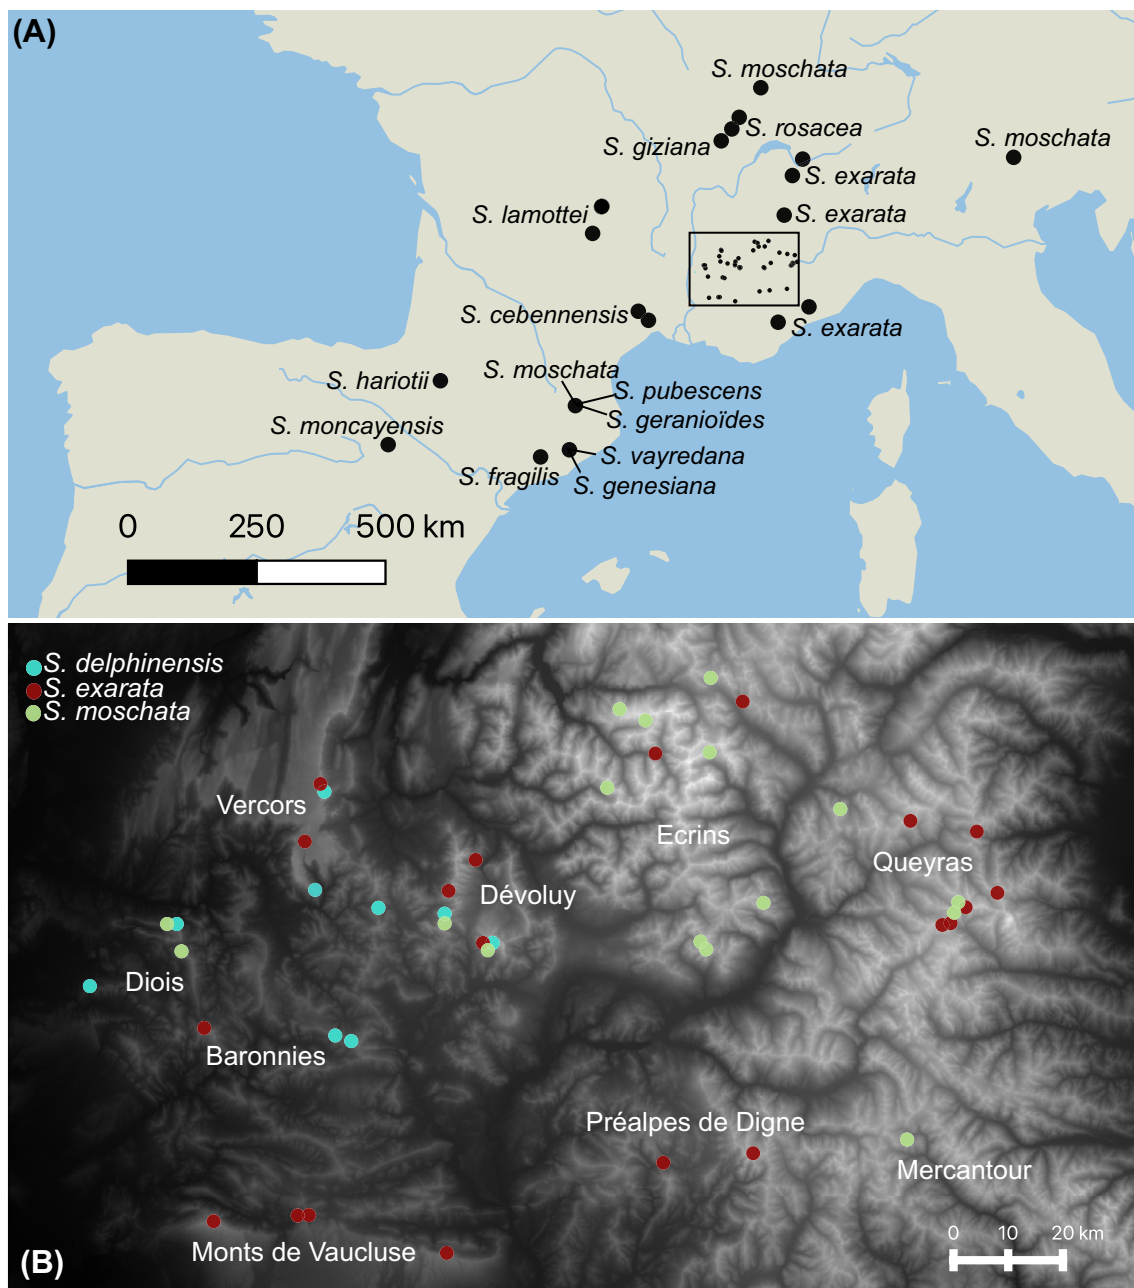 (A)
S. moschata
S. rosacea
S. giziana
S. moschata
S. exarata
S. lamottei
S. exarata
S. cebennensis
S. exarata
S. moschata
S. hariotii
S. pubescens
S. geranioïdes
S. moncayensis
S. vayredana
S. fragilis
S. genesiana
0 250 500 km
S. delphinensis
S. exarata
S. moschata
Vercors
Ecrins
Queyras
Dévoluy
Diois
Baronnies
Préalpes de Digne
Mercantour
0 10 20 km
Monts de Vaucluse
(B)